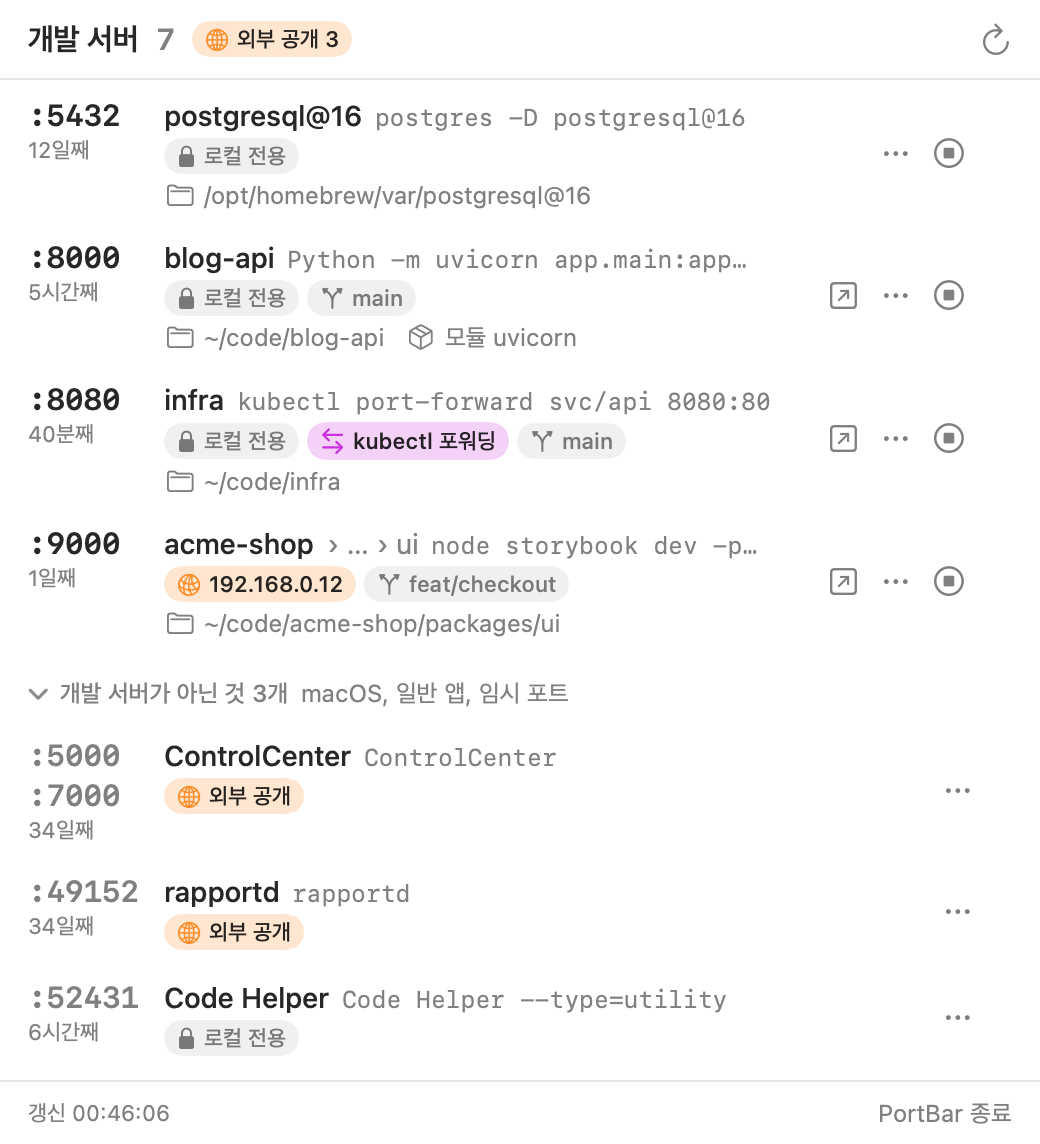 개발 서버 7 외부 공개 3
:5432 postgresql@16 postgres -D postgresql@16
12일째 로컬 전용
/opt/homebrew/var/postgresql@16
:8000 blog-api Python -m uvicorn app.main:app…
5시간째 로컬 전용 main
~/code/blog-api 모듈 uvicorn
:8080 infra kubectl port-forward svc/api 8080:80
40분째 로컬 전용 kubectl 포워딩 main
~/code/infra
:9000 acme-shop › … › ui node storybook dev -p…
1일째 192.168.0.12 feat/checkout
~/code/acme-shop/packages/ui
개발 서버가 아닌 것 3개 macOS, 일반 앱, 임시 포트
:5000 ControlCenter ControlCenter
:7000 외부 공개
34일째
:49152 rapportd rapportd
34일째 외부 공개
:52431 Code Helper Code Helper --type=utility
6시간째 로컬 전용
갱신 00:46:06 PortBar 종료